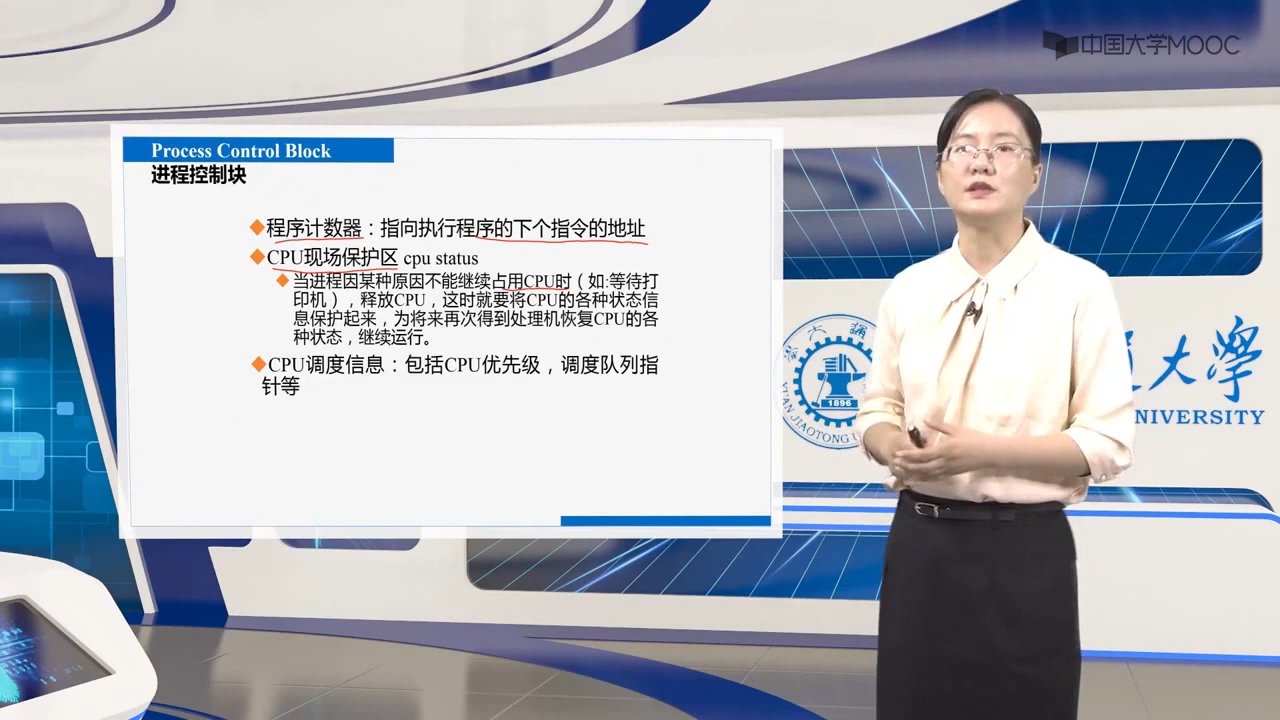 中国大学MOOC
Process Control Block
进程控制块
程序计数器：指向执行程序的下个指令的地址
CPU现场保护区 cpu status
当进程因某种原因不能继续占用CPU时（如:等待打
印机），释放CPU，这时就要将CPU的各种状态信
息保护起来，为将来再次得到处理机恢复CPU的各
种状态，继续运行。
CPU调度信息：包括CPU优先级，调度队列指
针等
1896
大學
NIVERSITY